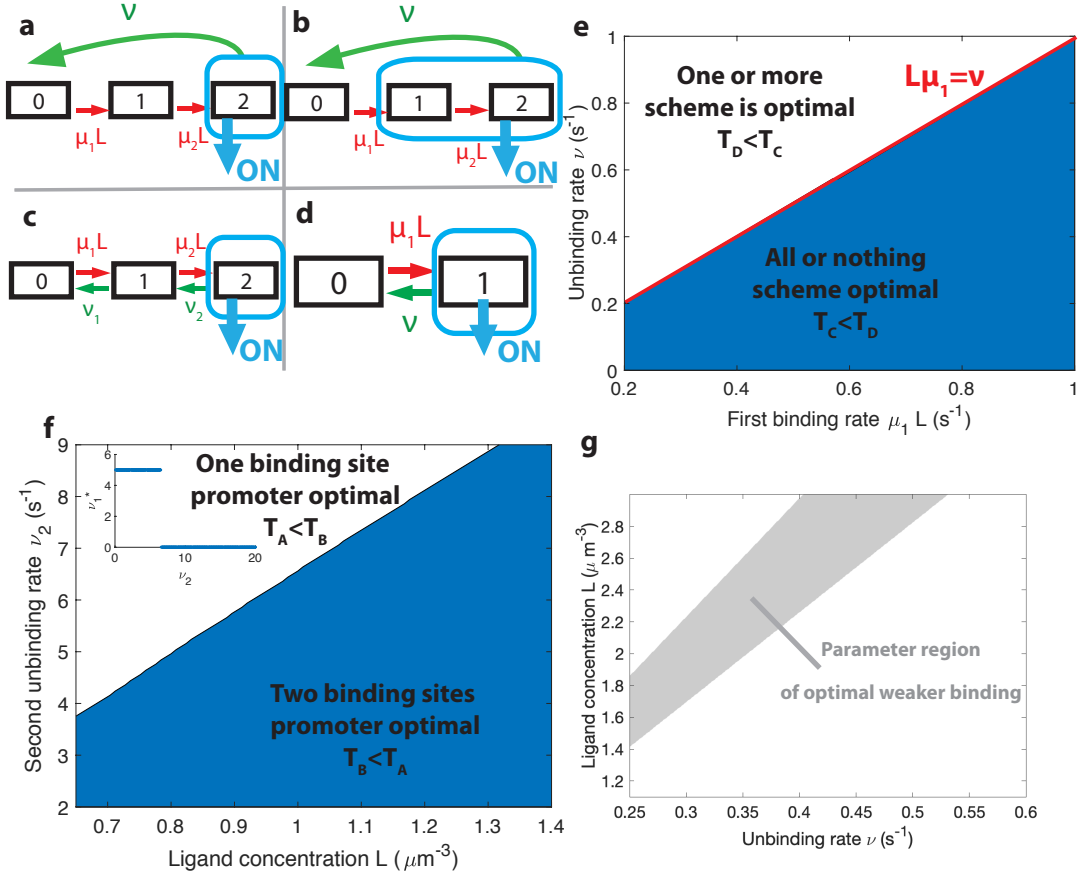 a
ν
0
1
2
μ₁L
μ₂L
ON
b
ν
0
1
2
μ₁L
μ₂L
ON
c
μ₁L
μ₂L
0
1
2
ν₁
ν₂
ON
d
μ₁L
0
1
ν
ON
e
Unbinding rate ν (s⁻¹)
1
0.8
0.6
0.4
0.2
0
One or more
scheme is optimal
T_D<T_C
Lμ₁=ν
All or nothing
scheme optimal
T_C<T_D
0.2
0.4
0.6
0.8
1
First binding rate μ₁ L (s⁻¹)
f
Second unbinding rate ν₂ (s⁻¹)
9
8
7
6
5
4
3
2
6
4
2
0
ν₁*
0
10
20
ν₂
One binding site
promoter optimal
T_A<T_B
Two binding sites
promoter optimal
T_B<T_A
0.7
0.8
0.9
1
1.1
1.2
1.3
1.4
Ligand concentration L ( μm⁻³)
g
Ligand concentration L (μ m⁻³)
2.8
2.6
2.4
2.2
2
1.8
1.6
1.4
1.2
Parameter region
of optimal weaker binding
0.25
0.3
0.35
0.4
0.45
0.5
0.55
0.6
Unbinding rate ν (s⁻¹)